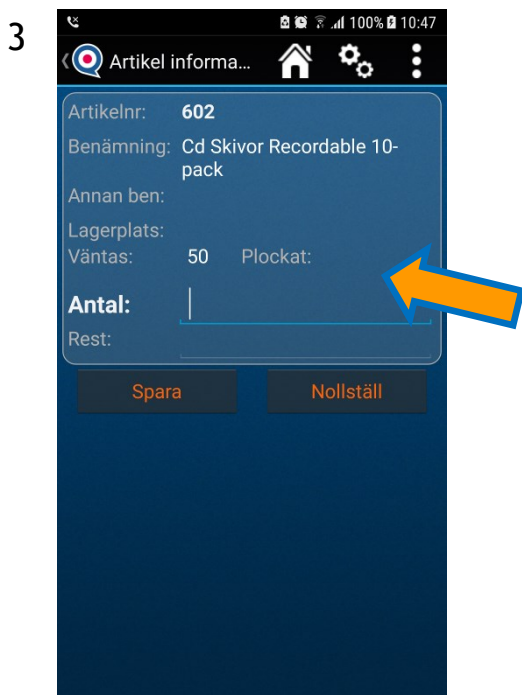 3
100% 10:47
Artikel informa...
Artikelnr: 602
Benämning: Cd Skivor Recordable 10-
pack
Annan ben:
Lagerplats:
Väntas: 50 Plockat:
Antal:
Rest:
Spara Nollställ